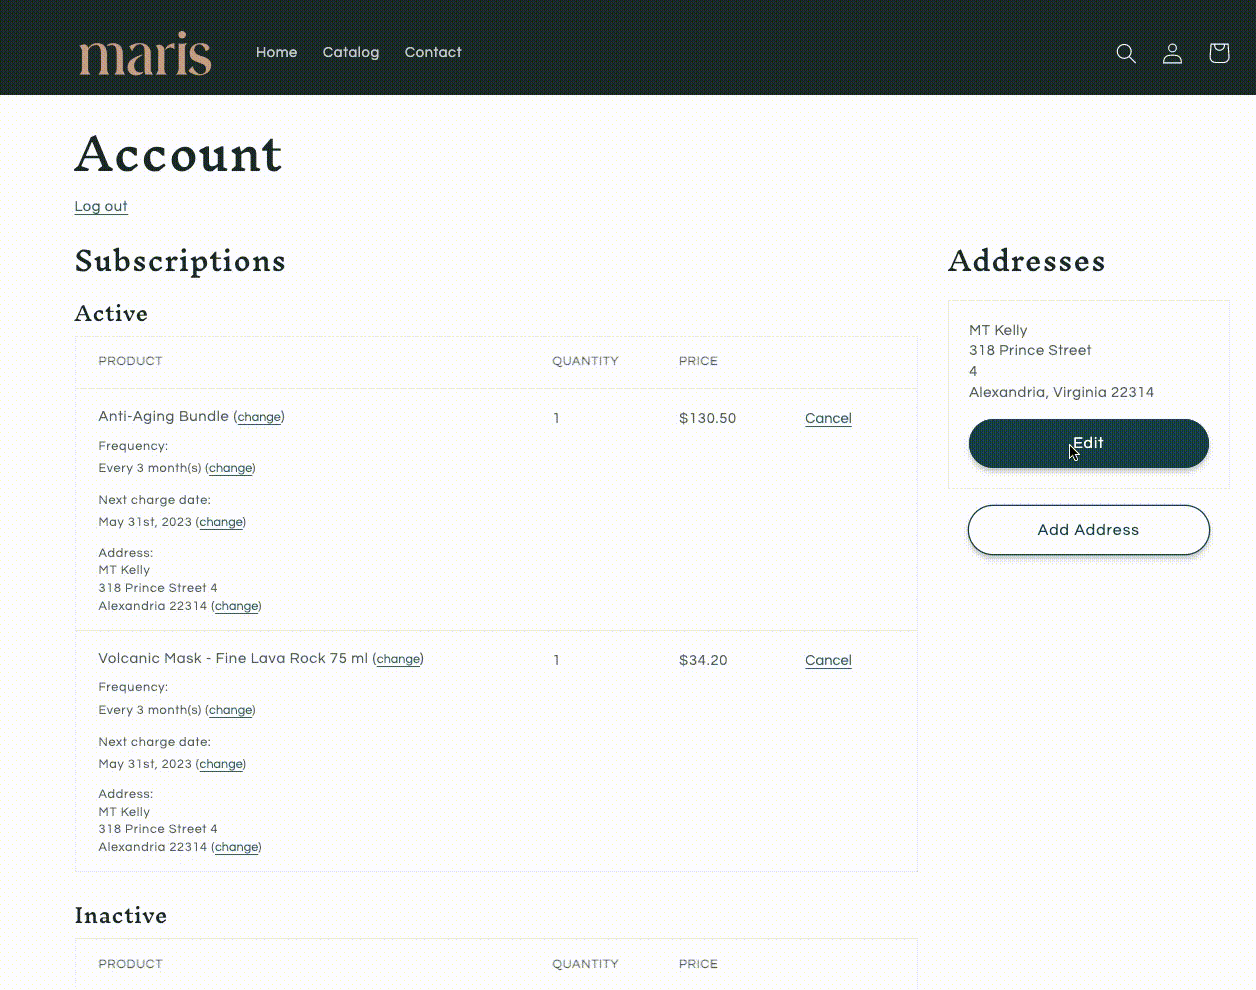 maris
Home Catalog Contact
Account
Log out
Subscriptions
Active
PRODUCT QUANTITY PRICE
Anti-Aging Bundle (change) 1 $130.50 Cancel
Frequency:
Every 3 month(s) (change)
Next charge date:
May 31st, 2023 (change)
Address:
MT Kelly
318 Prince Street 4
Alexandria 22314 (change)
Volcanic Mask - Fine Lava Rock 75 ml (change) 1 $34.20 Cancel
Frequency:
Every 3 month(s) (change)
Next charge date:
May 31st, 2023 (change)
Address:
MT Kelly
318 Prince Street 4
Alexandria 22314 (change)
Inactive
PRODUCT QUANTITY PRICE
Addresses
MT Kelly
318 Prince Street
4
Alexandria, Virginia 22314
Edit
Add Address